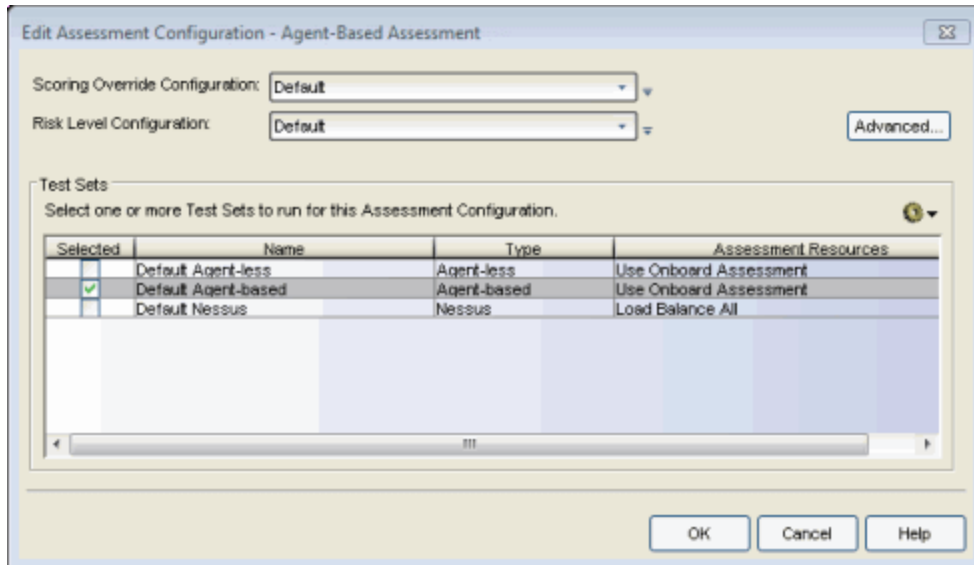 Edit Assessment Configuration - Agent-Based Assessment
Scoring Override Configuration: Default
Risk Level Configuration: Default Advanced...
Test Sets
Select one or more Test Sets to run for this Assessment Configuration.
Selected Name Type Assessment Resources
Default Agent-less Agent-less Use Onboard Assessment
Default Agent-based Agent-based Use Onboard Assessment
Default Nessus Nessus Load Balance All
OK Cancel Help